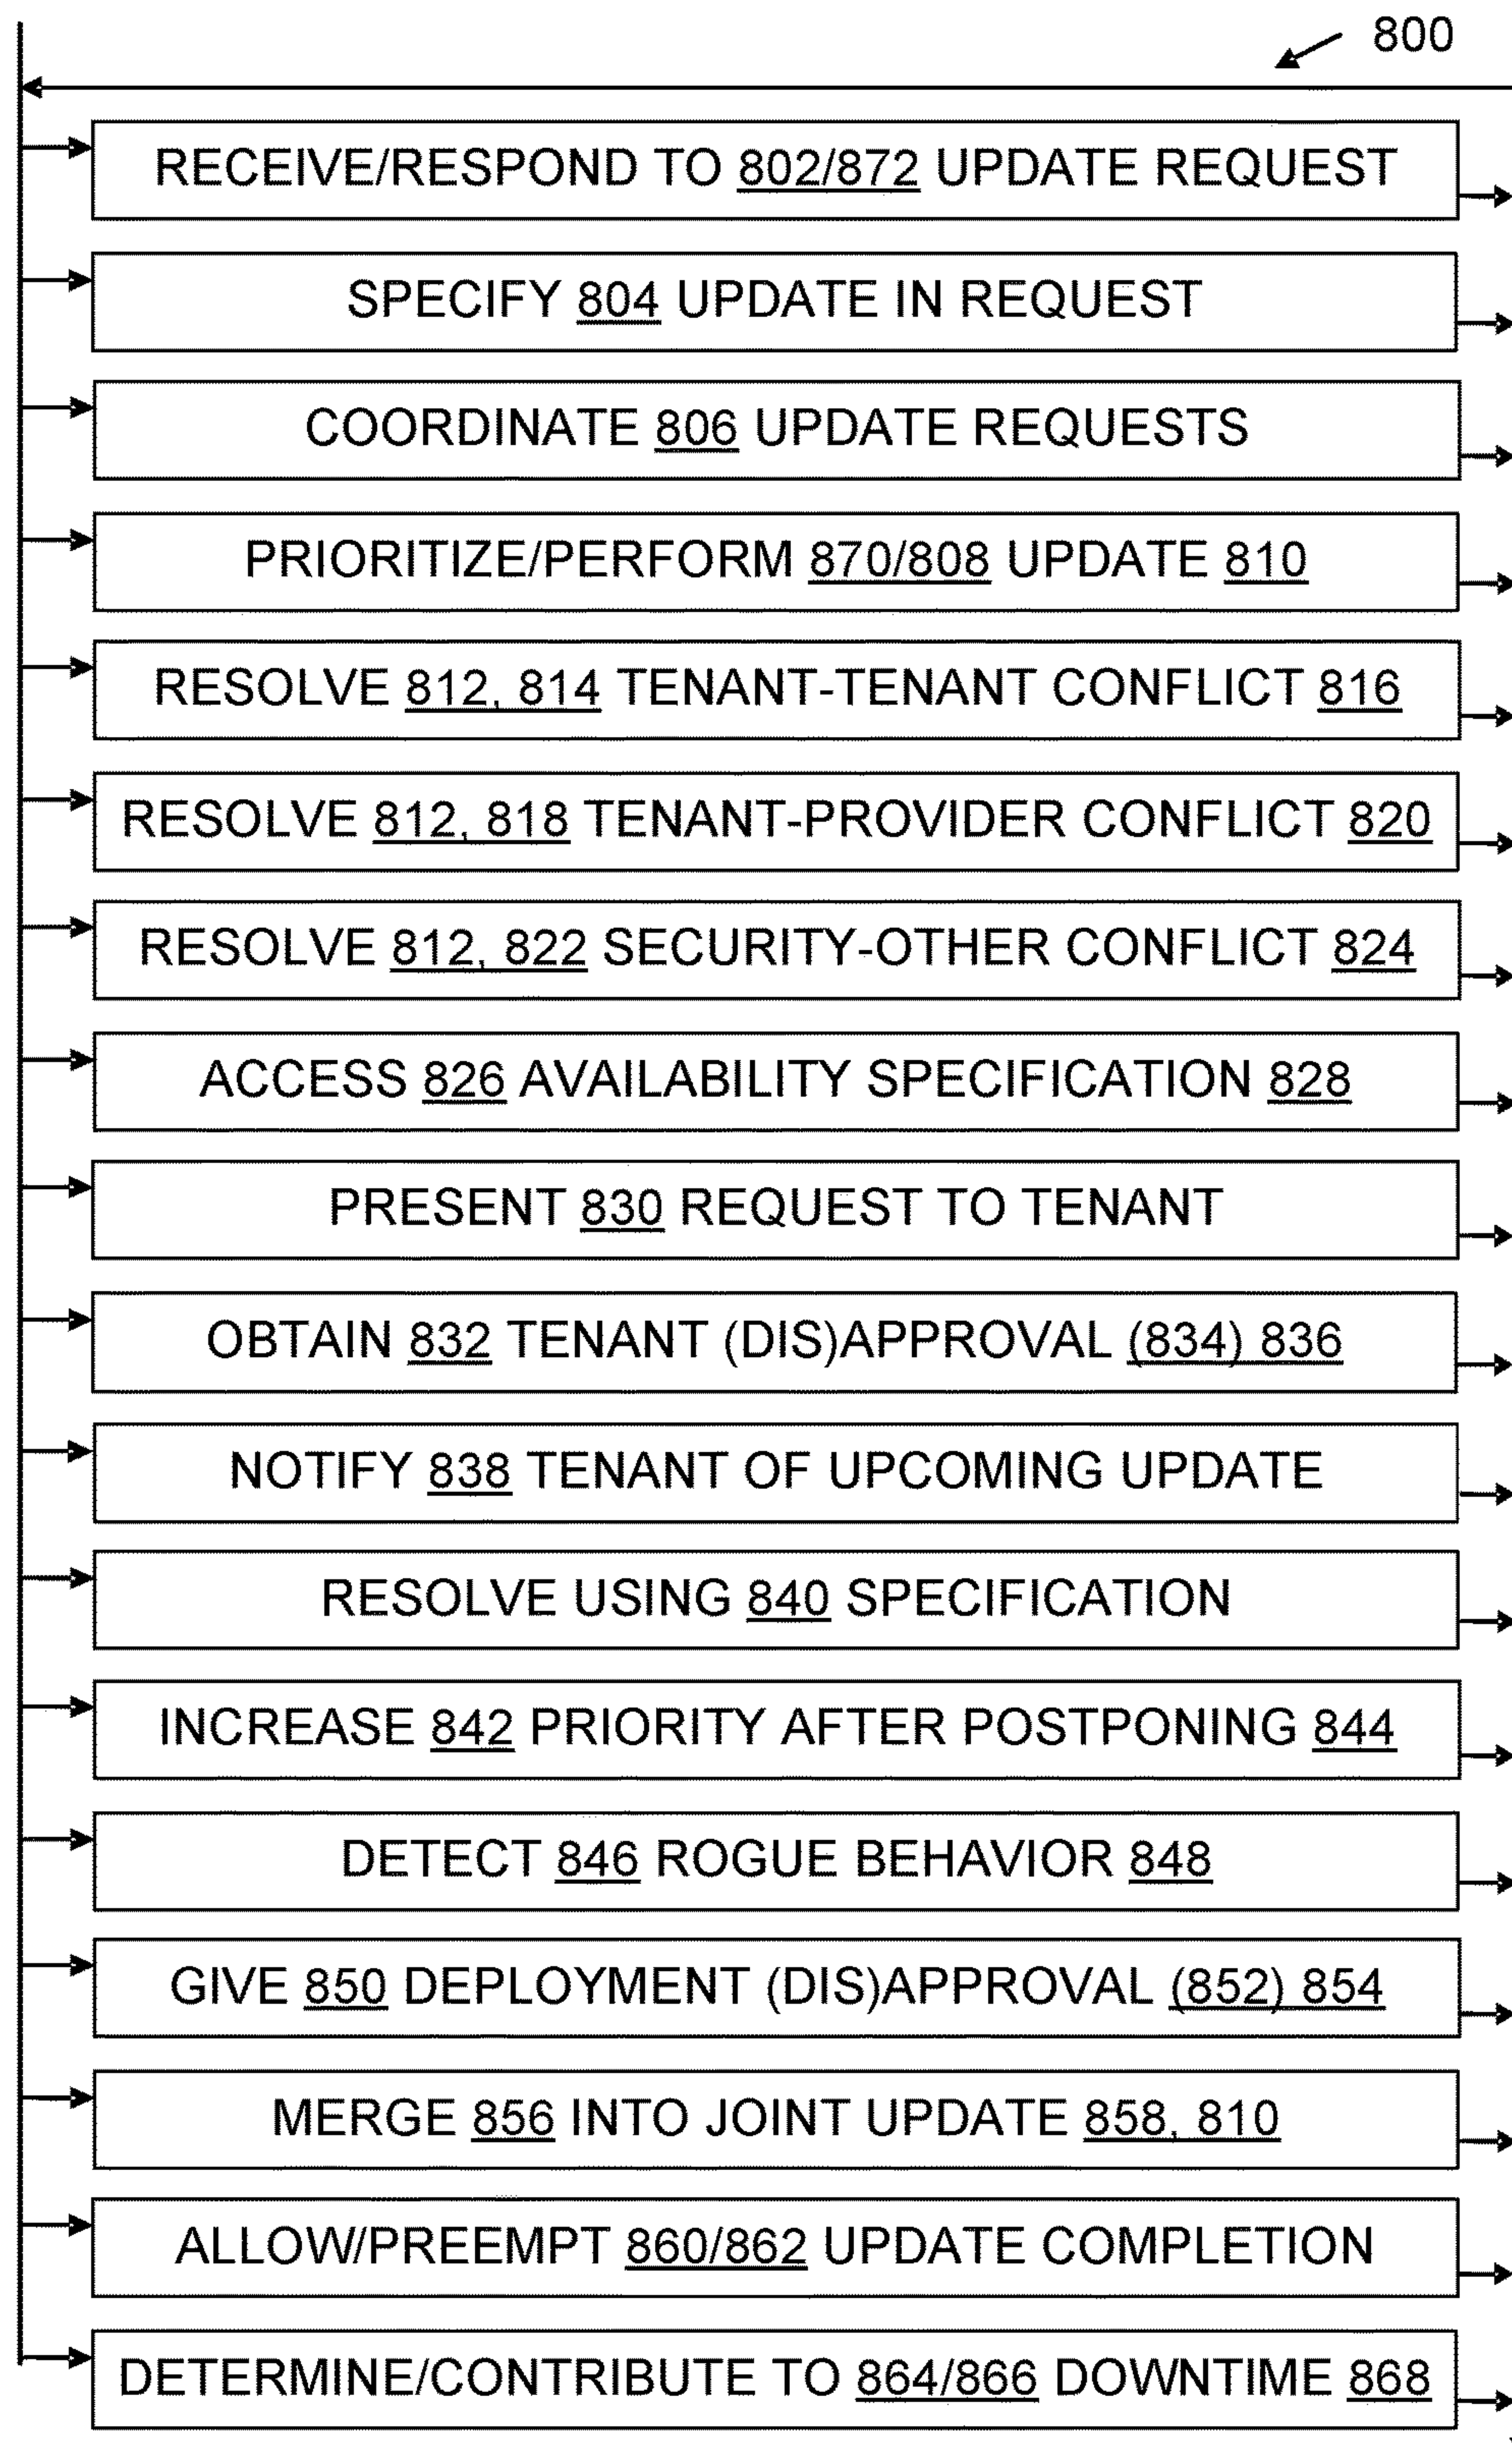 800
RECEIVE/RESPOND TO 802/872 UPDATE REQUEST
SPECIFY 804 UPDATE IN REQUEST
COORDINATE 806 UPDATE REQUESTS
PRIORITIZE/PERFORM 870/808 UPDATE 810
RESOLVE 812, 814 TENANT-TENANT CONFLICT 816
RESOLVE 812, 818 TENANT-PROVIDER CONFLICT 820
RESOLVE 812, 822 SECURITY-OTHER CONFLICT 824
ACCESS 826 AVAILABILITY SPECIFICATION 828
PRESENT 830 REQUEST TO TENANT
OBTAIN 832 TENANT (DIS)APPROVAL (834) 836
NOTIFY 838 TENANT OF UPCOMING UPDATE
RESOLVE USING 840 SPECIFICATION
INCREASE 842 PRIORITY AFTER POSTPONING 844
DETECT 846 ROGUE BEHAVIOR 848
GIVE 850 DEPLOYMENT (DIS)APPROVAL (852) 854
MERGE 856 INTO JOINT UPDATE 858, 810
ALLOW/PREEMPT 860/862 UPDATE COMPLETION
DETERMINE/CONTRIBUTE TO 864/866 DOWNTIME 868